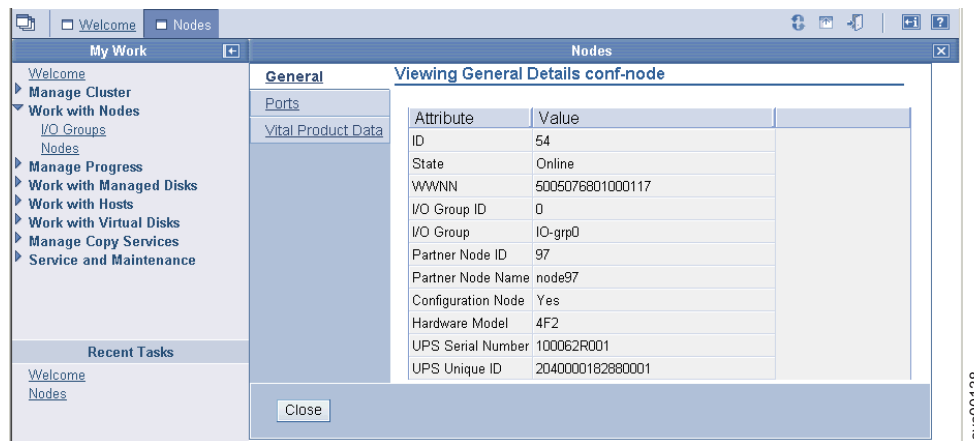 Welcome
Nodes
My Work
Nodes
Welcome
Manage Cluster
Work with Nodes
I/O Groups
Nodes
Manage Progress
Work with Managed Disks
Work with Hosts
Work with Virtual Disks
Manage Copy Services
Service and Maintenance
Recent Tasks
Welcome
Nodes
General
Ports
Vital Product Data
Viewing General Details conf-node
Attribute Value
ID 54
State Online
WWNN 5005076801000117
I/O Group ID 0
I/O Group IO-grp0
Partner Node ID 97
Partner Node Name node97
Configuration Node Yes
Hardware Model 4F2
UPS Serial Number 100062R001
UPS Unique ID 2040000182880001
Close